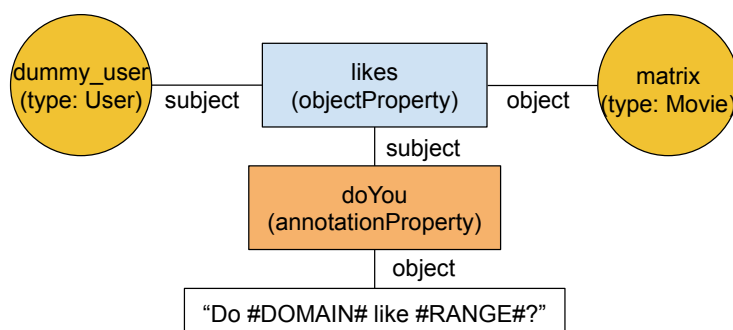 dummy_user
(type: User)
subject
likes
(objectProperty)
object
matrix
(type: Movie)
subject
doYou
(annotationProperty)
object
“Do #DOMAIN# like #RANGE#?”